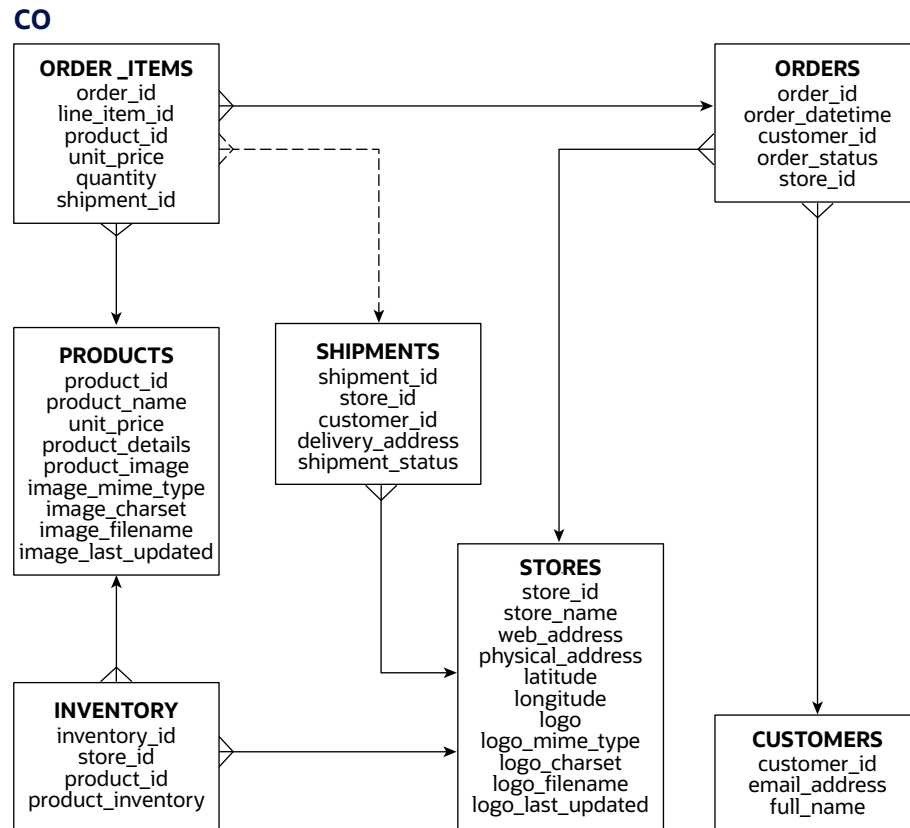 CO
ORDER _ITEMS
order_id
line_item_id
product_id
unit_price
quantity
shipment_id
ORDERS
order_id
order_datetime
customer_id
order_status
store_id
PRODUCTS
product_id
product_name
unit_price
product_details
product_image
image_mime_type
image_charset
image_filename
image_last_updated
SHIPMENTS
shipment_id
store_id
customer_id
delivery_address
shipment_status
STORES
store_id
store_name
web_address
physical_address
latitude
longitude
logo
logo_mime_type
logo_charset
logo_filename
logo_last_updated
INVENTORY
inventory_id
store_id
product_id
product_inventory
CUSTOMERS
customer_id
email_address
full_name